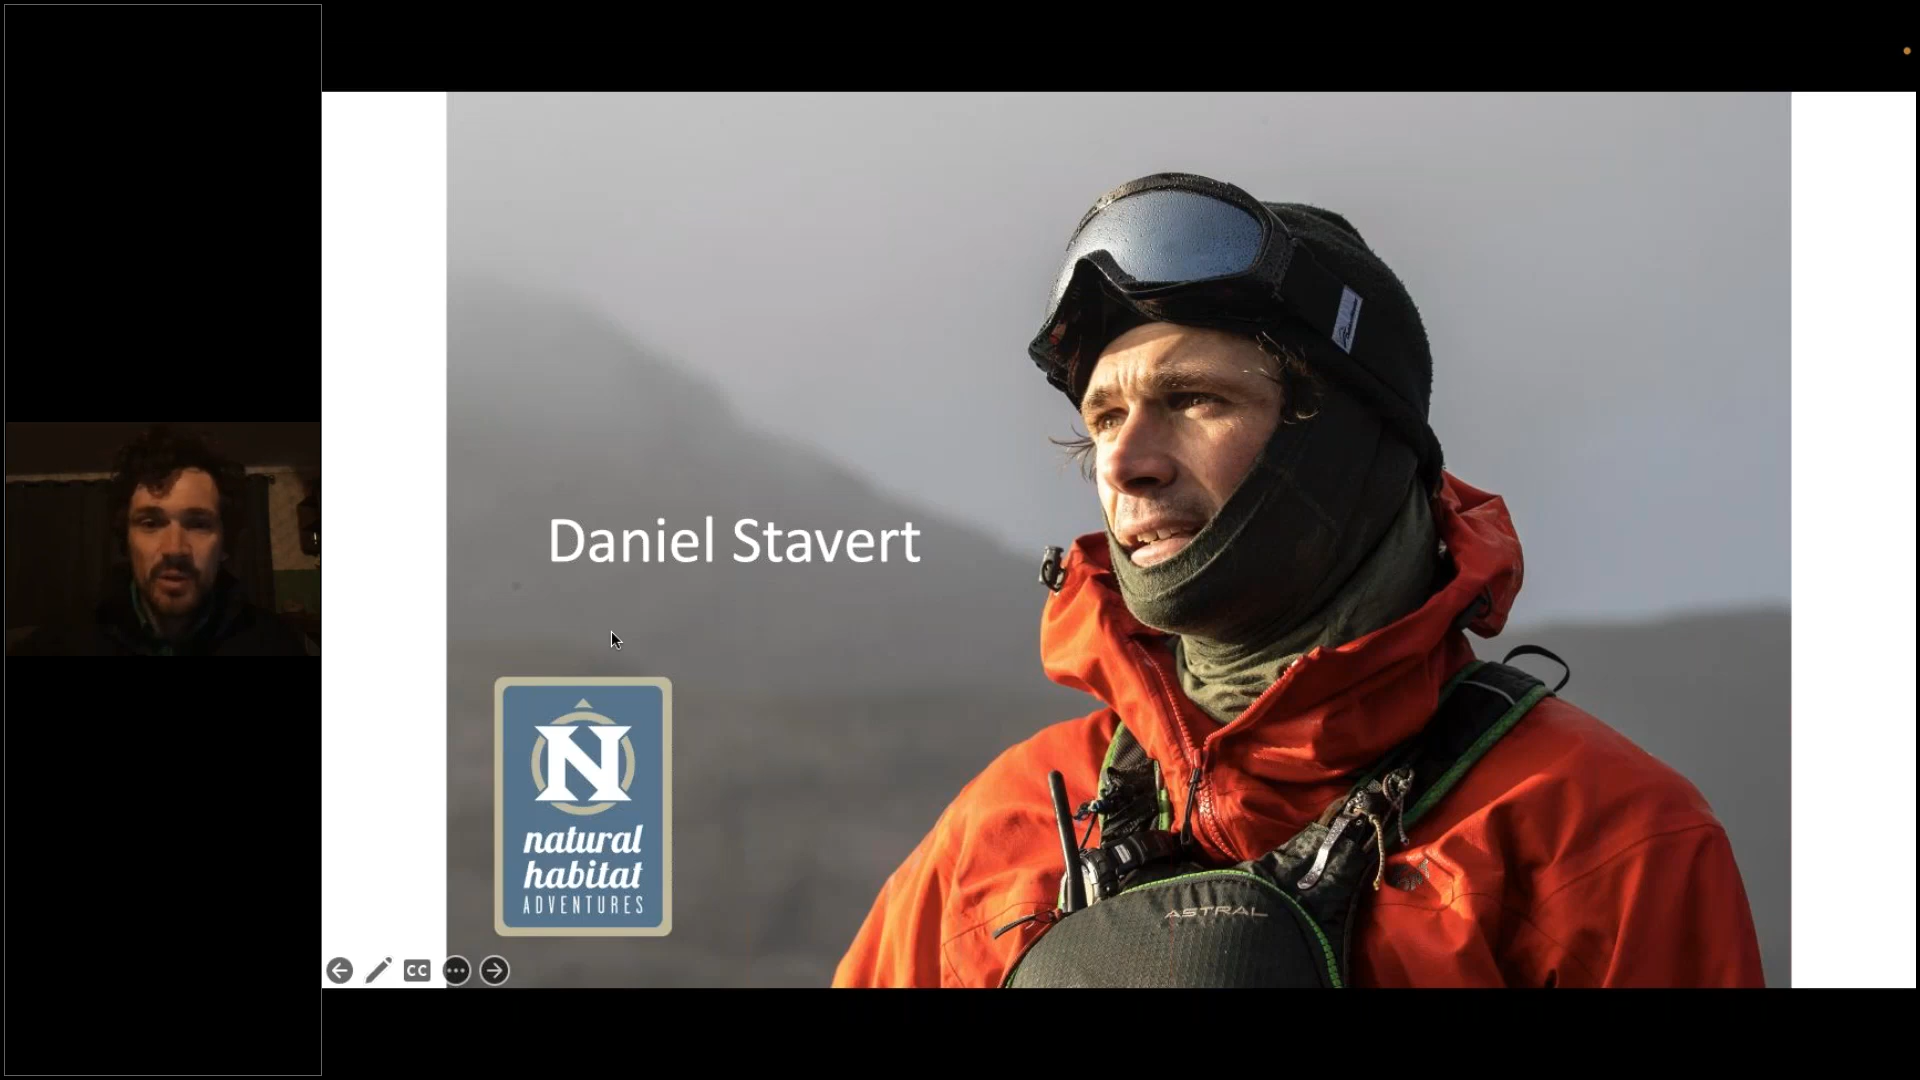 Daniel Stavert
N
natural
habitat
ADVENTURES
ASTRAL
CC